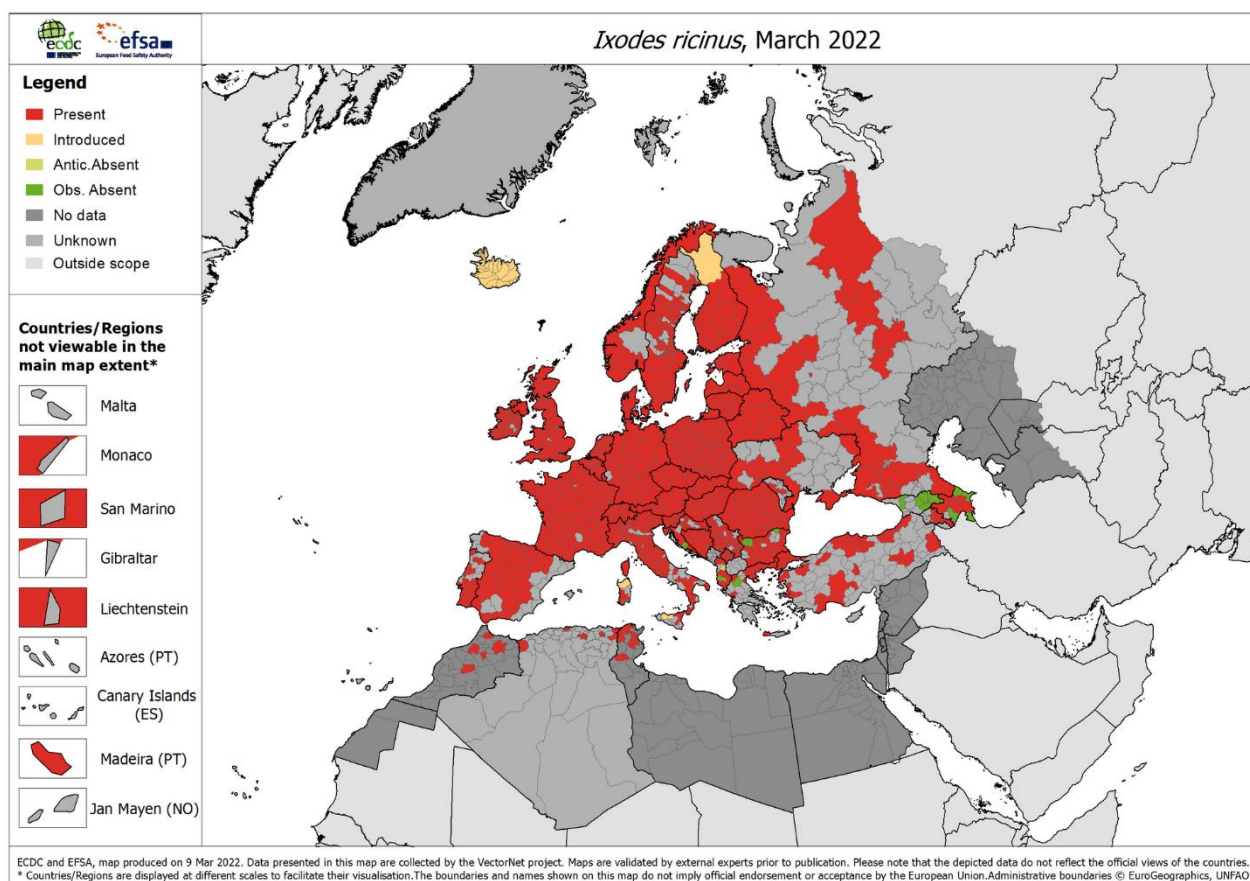 ecdc
efsa
European Food Safety Authority
Ixodes ricinus, March 2022
Legend
Present
Introduced
Antic.Absent
Obs. Absent
No data
Unknown
Outside scope
Countries/Regions
not viewable in the
main map extent*
Malta
Monaco
San Marino
Gibraltar
Liechtenstein
Azores (PT)
Canary Islands
(ES)
Madeira (PT)
Jan Mayen (NO)
ECDC and EFSA, map produced on 9 Mar 2022. Data presented in this map are collected by the VectorNet project. Maps are validated by external experts prior to publication. Please note that the depicted data do not reflect the official views of the countries.
* Countries/Regions are displayed at different scales to facilitate their visualisation.The boundaries and names shown on this map do not imply official endorsement or acceptance by the European Union.Administrative boundaries © EuroGeographics, UNFAO